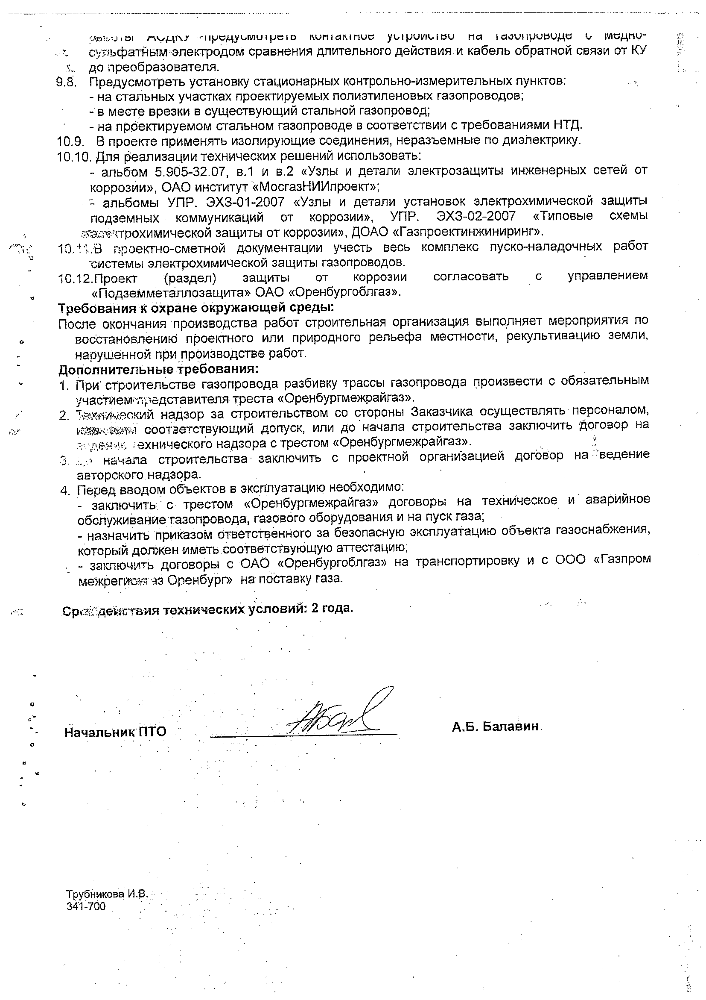 предусмотреть контактное устройство на газопроводе с медно-
сульфатным электродом сравнения длительного действия и кабель обратной связи от КУ
до преобразователя.
9.8. Предусмотреть установку стационарных контрольно-измерительных пунктов:
- на стальных участках проектируемых полиэтиленовых газопроводов;
- в месте врезки в существующий стальной газопровод;
- на проектируемом стальном газопроводе в соответствии с требованиями НТД.
10.9. В проекте применять изолирующие соединения, неразъемные по диэлектрику.
10.10. Для реализации технических решений использовать:
- альбом 5.905-32.07, в.1 и в.2 «Узлы и детали электрозащиты инженерных сетей от
коррозии», ОАО институт «МосгазНИИпроект»;
- альбомы УПР. ЭХЗ-01-2007 «Узлы и детали установок электрохимической защиты
подземных коммуникаций от коррозии», УПР. ЭХЗ-02-2007 «Типовые схемы
электрохимической защиты от коррозии», ДОАО «Газпроектинжиниринг».
10.11.В проектно-сметной документации учесть весь комплекс пуско-наладочных работ
системы электрохимической защиты газопроводов.
10.12.Проект (раздел) защиты от коррозии согласовать с управлением
«Подземметаллозащита» ОАО «Оренбургоблгаз».
Требования к охране окружающей среды:
После окончания производства работ строительная организация выполняет мероприятия по
восстановлению проектного или природного рельефа местности, рекультивацию земли,
нарушенной при производстве работ.
Дополнительные требования:
1. При строительстве газопровода разбивку трассы газопровода произвести с обязательным
участием представителя треста «Оренбургмежрайгаз».
2. Технический надзор за строительством со стороны Заказчика осуществлять персоналом,
соответствующий допуск, или до начала строительства заключить договор на
ведение технического надзора с трестом «Оренбургмежрайгаз».
3. До начала строительства заключить с проектной организацией договор на ведение
авторского надзора.
4. Перед вводом объектов в эксплуатацию необходимо:
- заключить с трестом «Оренбургмежрайгаз» договоры на техническое и аварийное
обслуживание газопровода, газового оборудования и на пуск газа;
- назначить приказом ответственного за безопасную эксплуатацию объекта газоснабжения,
который должен иметь соответствующую аттестацию;
- заключить договоры с ОАО «Оренбургоблгаз» на транспортировку и с ООО «Газпром
межрегионгаз Оренбург» на поставку газа.
Срок действия технических условий: 2 года.
Начальник ПТО А.Б. Балавин
Трубникова И.В.
341-700